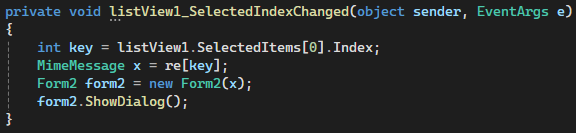 private void listView1_SelectedIndexChanged(object sender, EventArgs e)
{
int key = listView1.SelectedItems[0].Index;
MimeMessage x = re[key];
Form2 form2 = new Form2(x);
form2.ShowDialog();
}